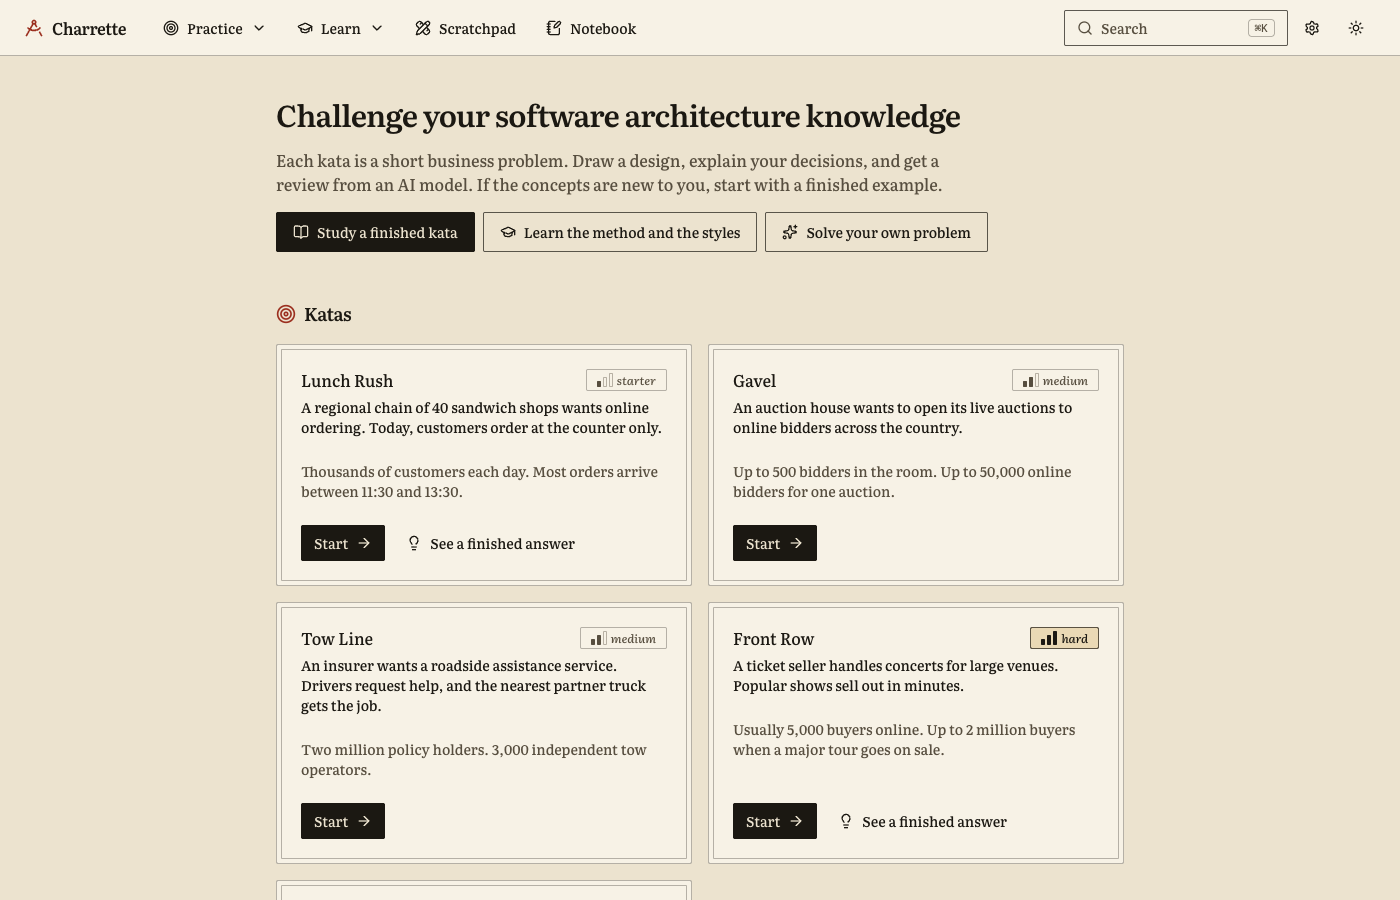 Charrette
Practice
Learn
Scratchpad
Notebook
Search
⌘K
Challenge your software architecture knowledge
Each kata is a short business problem. Draw a design, explain your decisions, and get a
review from an AI model. If the concepts are new to you, start with a finished example.
Study a finished kata
Learn the method and the styles
Solve your own problem
Katas
Lunch Rush
starter
A regional chain of 40 sandwich shops wants online
ordering. Today, customers order at the counter only.
Thousands of customers each day. Most orders arrive
between 11:30 and 13:30.
Start
See a finished answer
Gavel
medium
An auction house wants to open its live auctions to
online bidders across the country.
Up to 500 bidders in the room. Up to 50,000 online
bidders for one auction.
Start
Tow Line
medium
An insurer wants a roadside assistance service.
Drivers request help, and the nearest partner truck
gets the job.
Two million policy holders. 3,000 independent tow
operators.
Start
Front Row
hard
A ticket seller handles concerts for large venues.
Popular shows sell out in minutes.
Usually 5,000 buyers online. Up to 2 million buyers
when a major tour goes on sale.
Start
See a finished answer